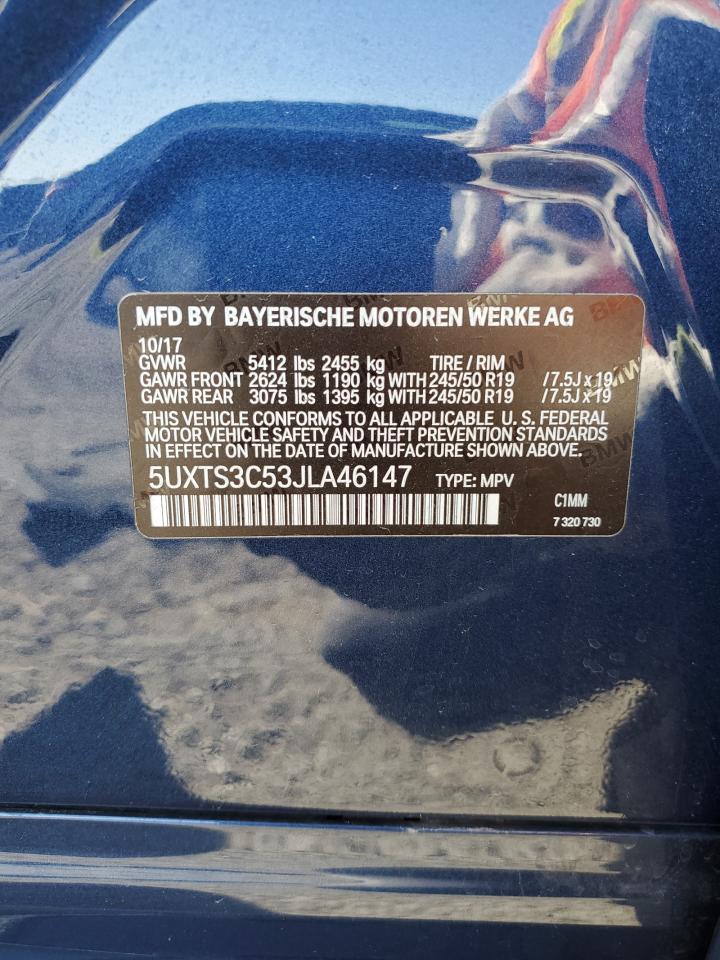 MFD BY BAYERISCHE MOTOREN WERKE AG
10/17
GVWR 5412 lbs 2455 kg TIRE / RIM
GAWR FRONT 2624 lbs 1190 kg WITH 245/50 R19 / 7.5J x 19
GAWR REAR 3075 lbs 1395 kg WITH 245/50 R19 / 7.5J x 19
THIS VEHICLE CONFORMS TO ALL APPLICABLE U. S. FEDERAL
MOTOR VEHICLE SAFETY AND THEFT PREVENTION STANDARDS
IN EFFECT ON THE DATE OF MANUFACTURE SHOWN ABOVE.
5UXTS3C53JLA46147 TYPE: MPV
C1MM
7 320 730